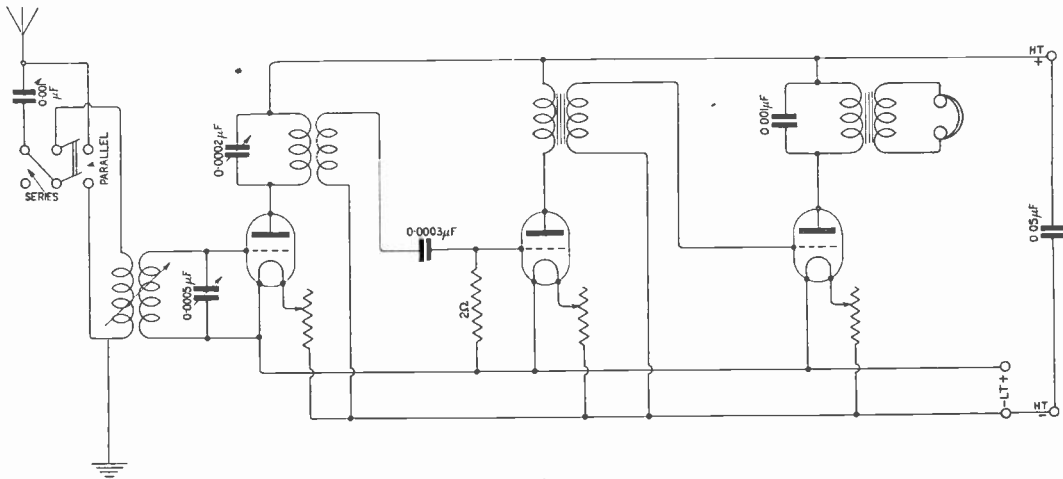 0·001
μF
SERIES
PARALLEL
0·0005μF
0·0002μF
0·0003μF
2Ω
0·001μF
HT
+
0·05μF
-LT+
HT
-